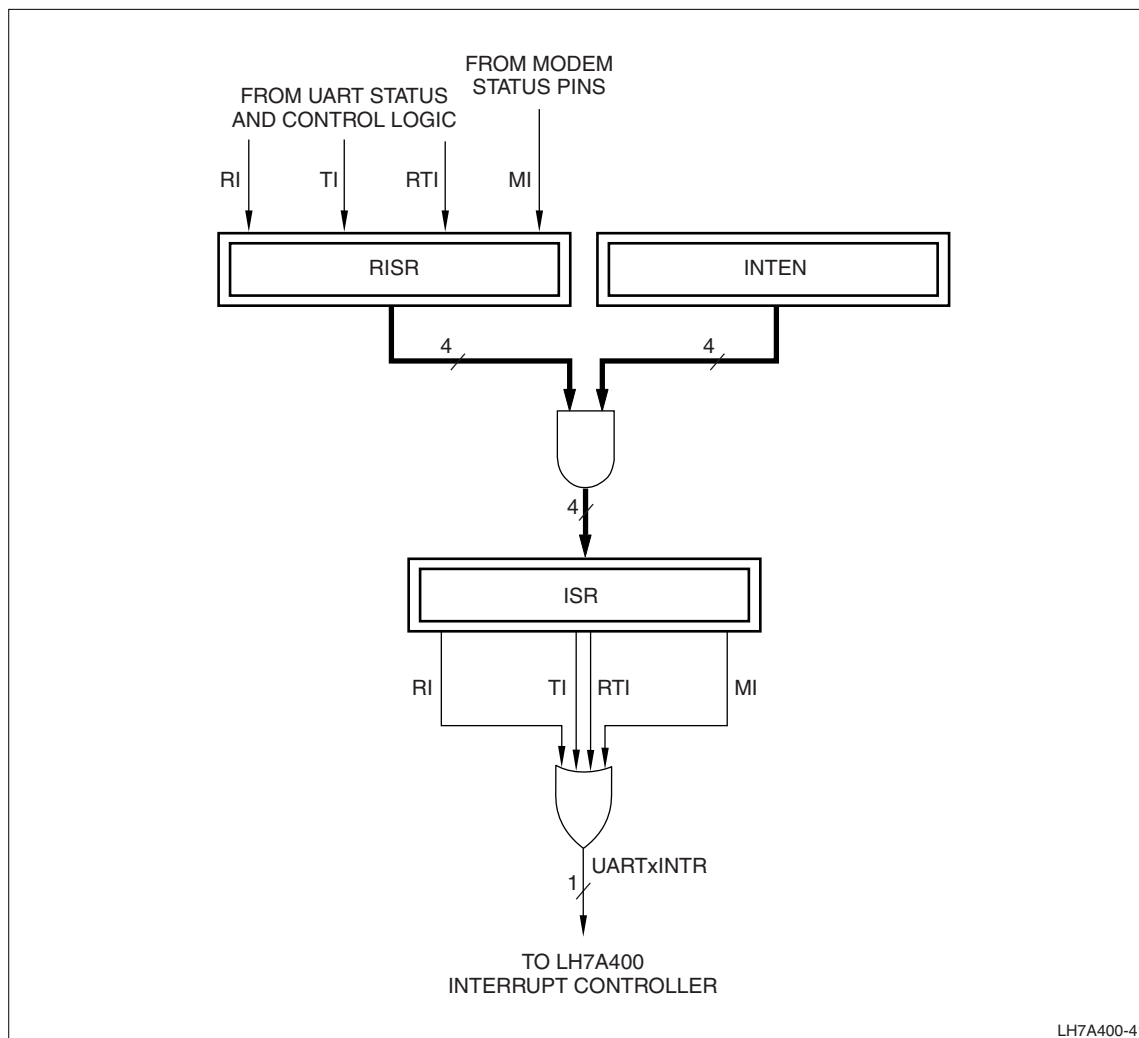 FROM MODEM
STATUS PINS
FROM UART STATUS
AND CONTROL LOGIC
RI
TI
RTI
MI
RISR
INTEN
4
4
4
ISR
RI
TI
RTI
MI
UARTxINTR
1
TO LH7A400
INTERRUPT CONTROLLER
LH7A400-4